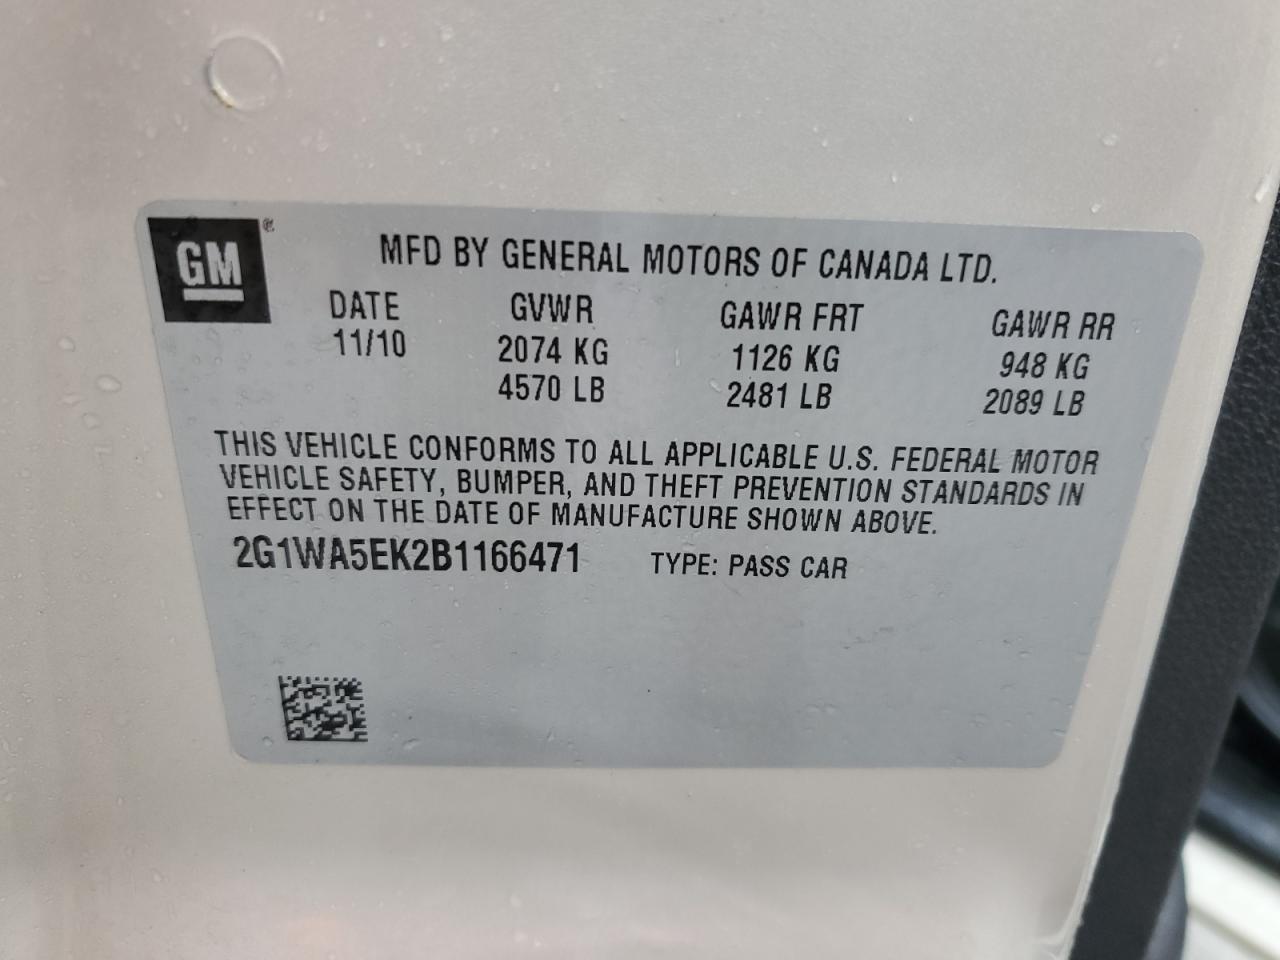 GM ®
MFD BY GENERAL MOTORS OF CANADA LTD.
DATE GVWR GAWR FRT GAWR RR
11/10 2074 KG 1126 KG 948 KG
4570 LB 2481 LB 2089 LB
THIS VEHICLE CONFORMS TO ALL APPLICABLE U.S. FEDERAL MOTOR
VEHICLE SAFETY, BUMPER, AND THEFT PREVENTION STANDARDS IN
EFFECT ON THE DATE OF MANUFACTURE SHOWN ABOVE.
2G1WA5EK2B1166471 TYPE: PASS CAR